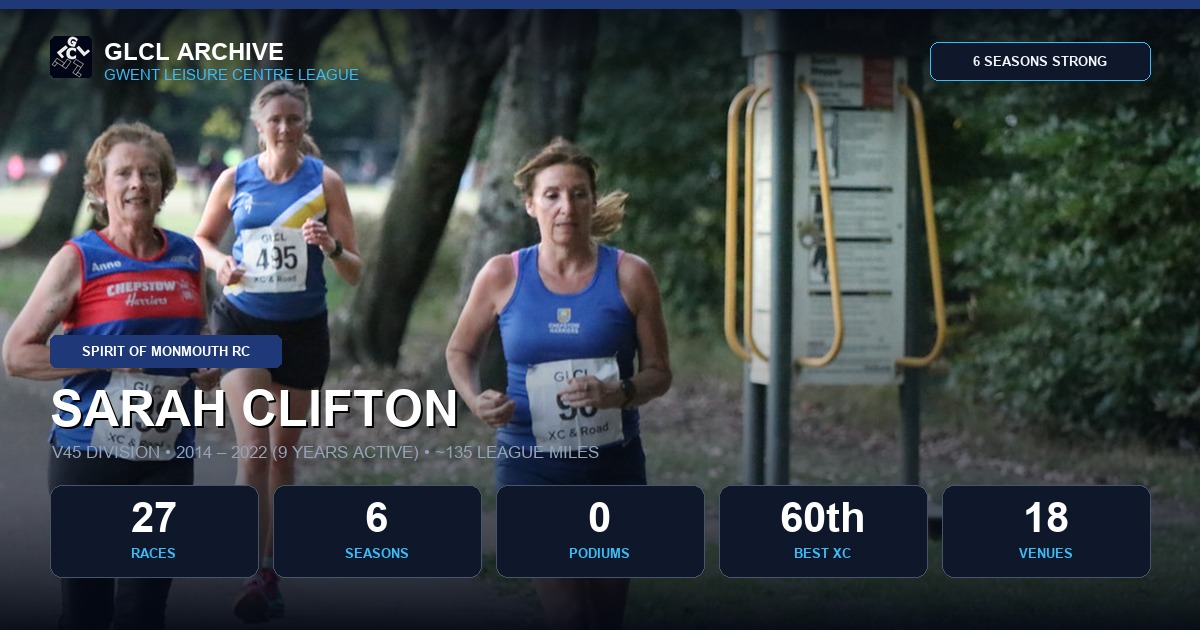 GLCL ARCHIVE
GWENT LEISURE CENTRE LEAGUE
6 SEASONS STRONG
GLCL
495
XC & Road
Anne
CHEPSTOW
Harriers
CHEPSTOW
HARRIERS
GLCL
XC & Road
SPIRIT OF MONMOUTH RC
SARAH CLIFTON
V45 DIVISION • 2014 – 2022 (9 YEARS ACTIVE) • ~135 LEAGUE MILES
27
RACES
6
SEASONS
0
PODIUMS
60th
BEST XC
18
VENUES